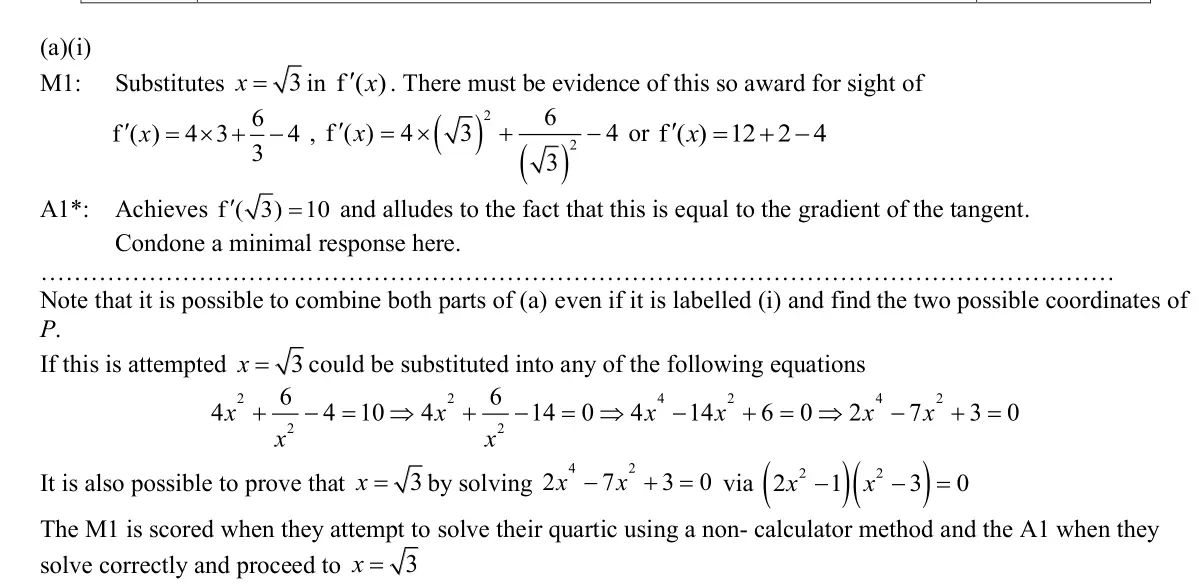 (a)(i)
M1: Substitutes x = √3 in f′(x). There must be evidence of this so award for sight of
f′(x) = 4×3 + 6/3 − 4 , f′(x) = 4×(√3)² + 6/(√3)² − 4 or f′(x) = 12 + 2 − 4
A1*: Achieves f′(√3) = 10 and alludes to the fact that this is equal to the gradient of the tangent.
Condone a minimal response here.
……………………………………………………………………………………………………………………
Note that it is possible to combine both parts of (a) even if it is labelled (i) and find the two possible coordinates of
P.
If this is attempted x = √3 could be substituted into any of the following equations
4x² + 6/x² − 4 = 10 ⇒ 4x² + 6/x² − 14 = 0 ⇒ 4x⁴ − 14x² + 6 = 0 ⇒ 2x⁴ − 7x² + 3 = 0
It is also possible to prove that x = √3 by solving 2x⁴ − 7x² + 3 = 0 via (2x² − 1)(x² − 3) = 0
The M1 is scored when they attempt to solve their quartic using a non- calculator method and the A1 when they
solve correctly and proceed to x = √3